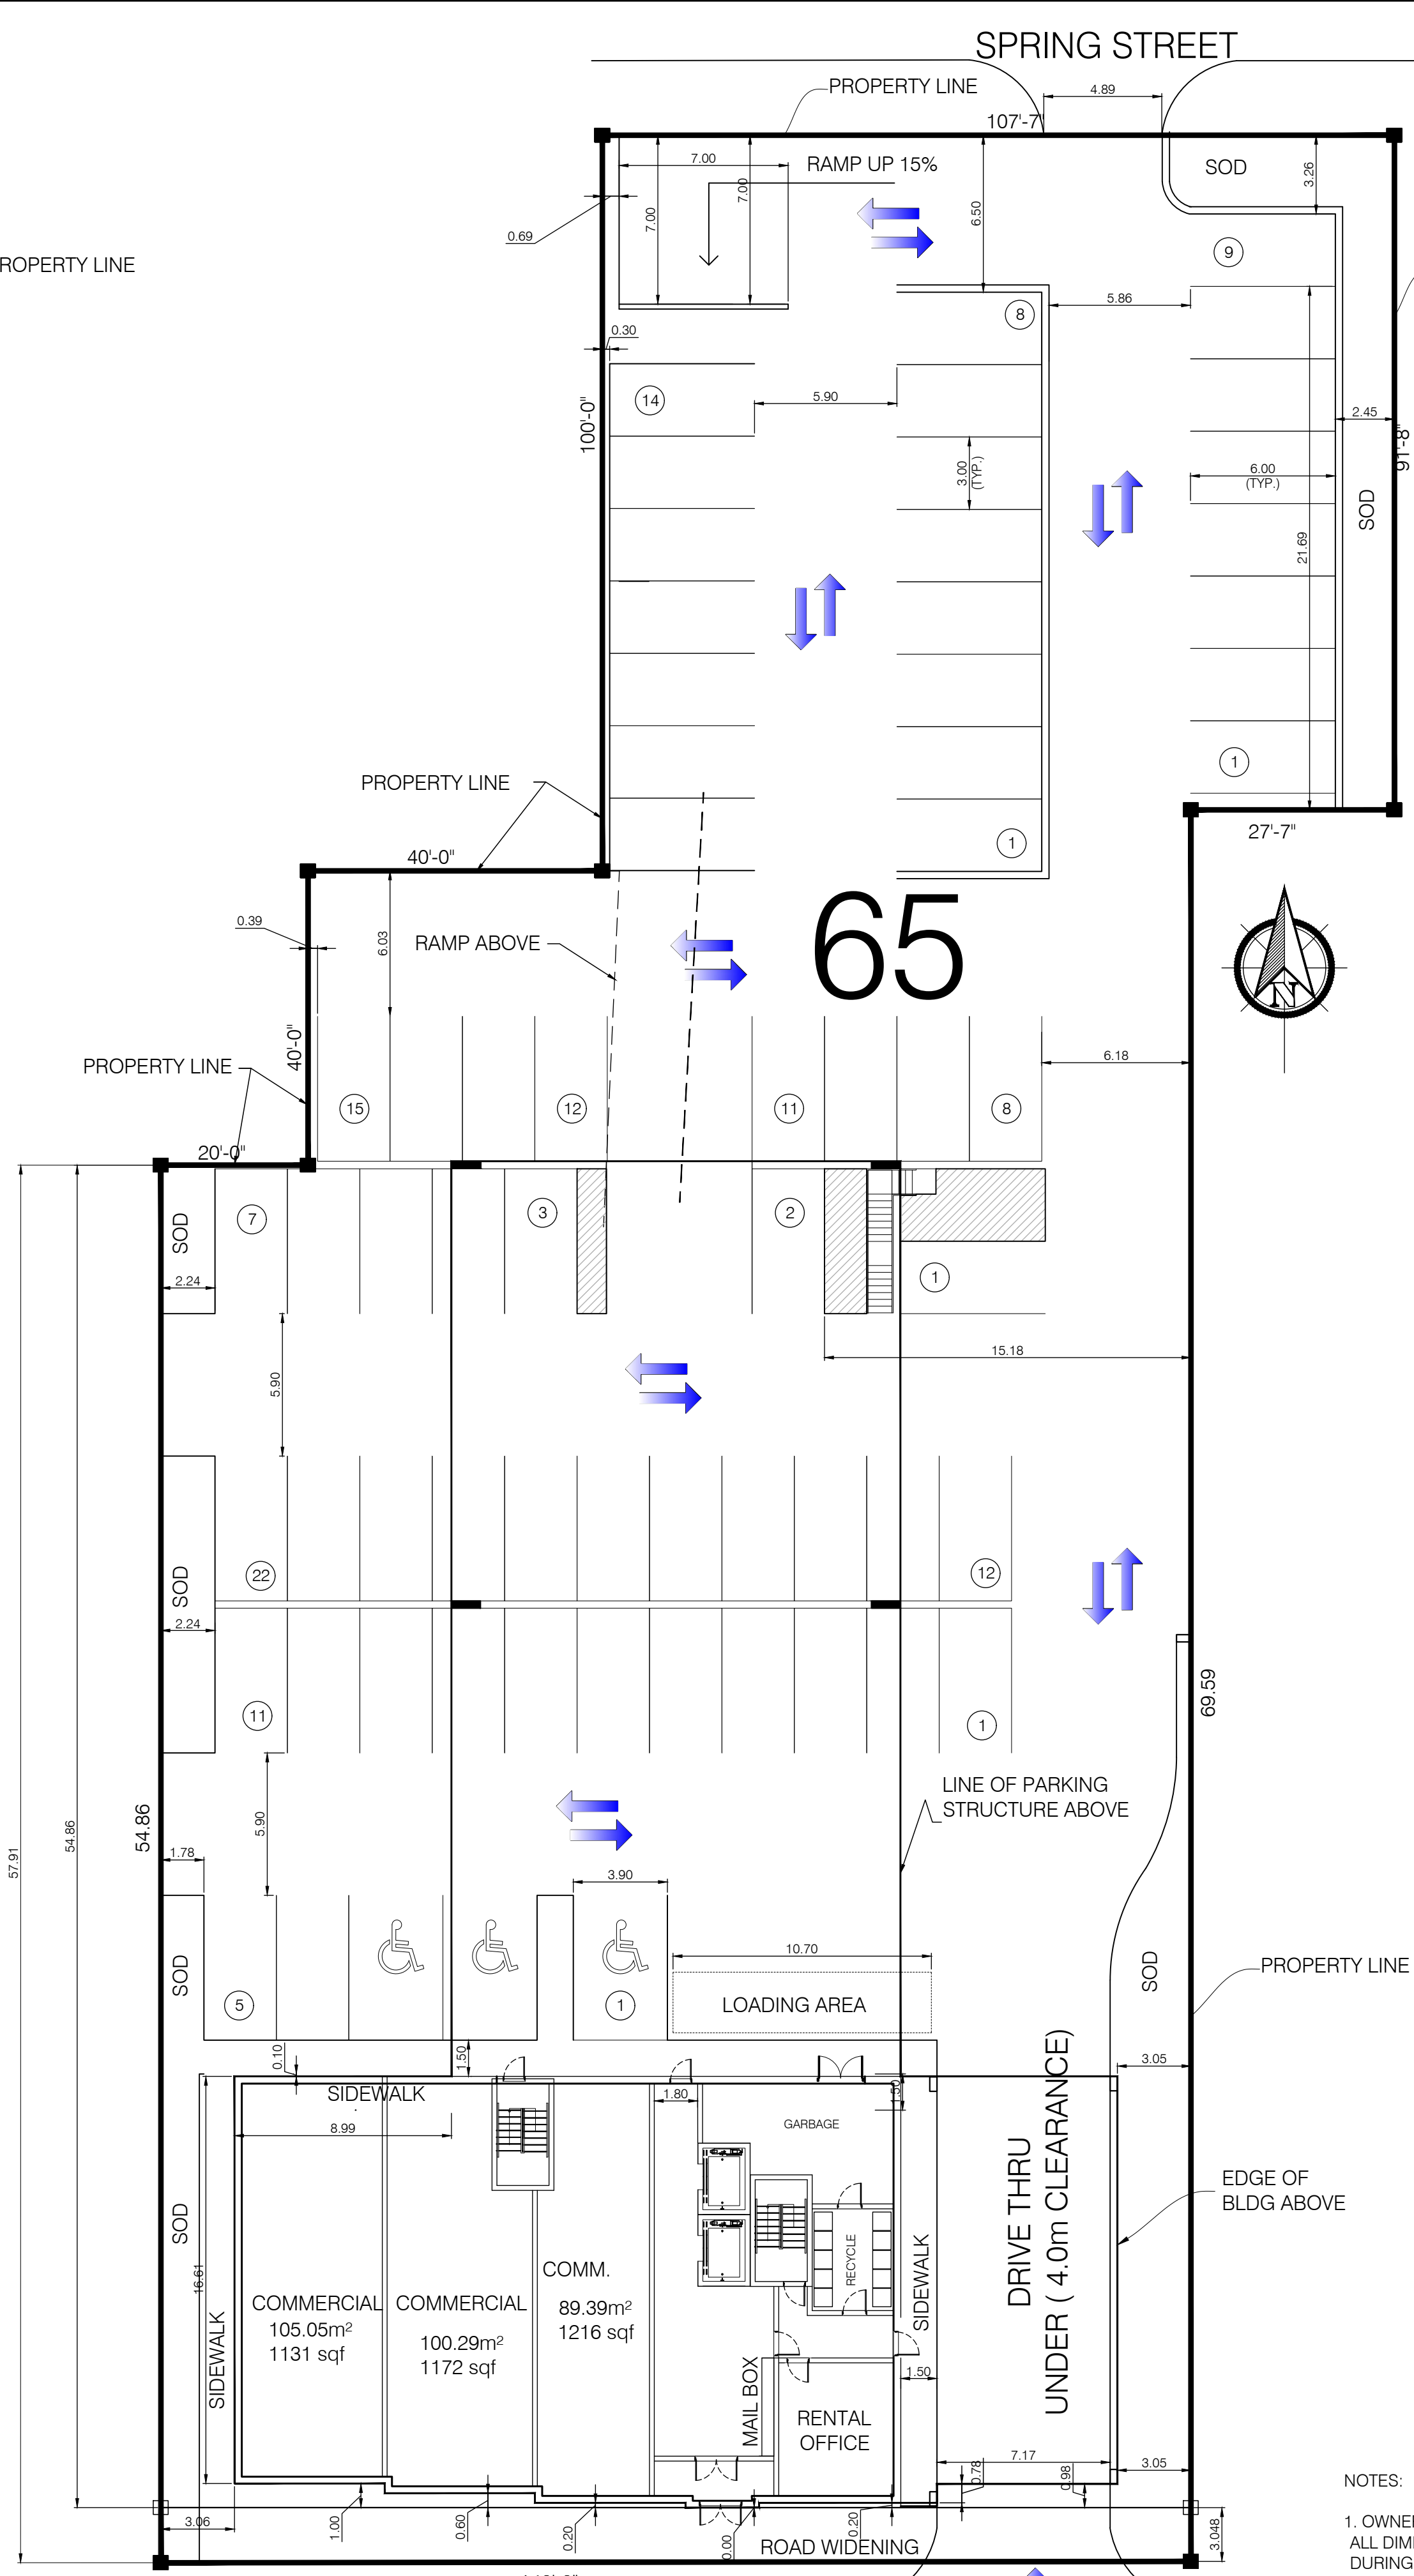 SPRING STREET
PROPERTY LINE
4.89
107'-7"
7.00
RAMP UP 15%
SOD
3.26
7.00
7.00
6.50
0.69
ROPERTY LINE
9
5.86
8
0.30
14
5.90
100'-0"
2.45
91'-8"
3.00
(TYP.)
6.00
(TYP.)
SOD
21.69
PROPERTY LINE
1
27'-7"
1
40'-0"
65
0.39
6.03
RAMP ABOVE
N
40'-0"
PROPERTY LINE
6.18
15
12
11
8
20'-0"
SOD
7
3
2
1
2.24
15.18
5.90
SOD
22
12
2.24
69.59
11
1
LINE OF PARKING
STRUCTURE ABOVE
54.86
54.86
57.91
5.90
1.78
3.90
10.70
SOD
SOD
PROPERTY LINE
5
1
LOADING AREA
0.10
1.50
3.05
SIDEWALK
1.80
1.50
GARBAGE
8.99
DRIVE THRU
UNDER ( 4.0m CLEARANCE)
EDGE OF
BLDG ABOVE
SOD
16.61
RECYCLE
SIDEWALK
COMM.
89.39m²
1216 sqf
COMMERCIAL
105.05m²
1131 sqf
COMMERCIAL
100.29m²
1172 sqf
SIDEWALK
MAIL BOX
1.50
RENTAL
OFFICE
7.17
3.05
0.78
0.98
NOTES:
3.06
1.00
0.60
0.20
0.00
0.20
ROAD WIDENING
3.048
1. OWNE
ALL DIM
DURING